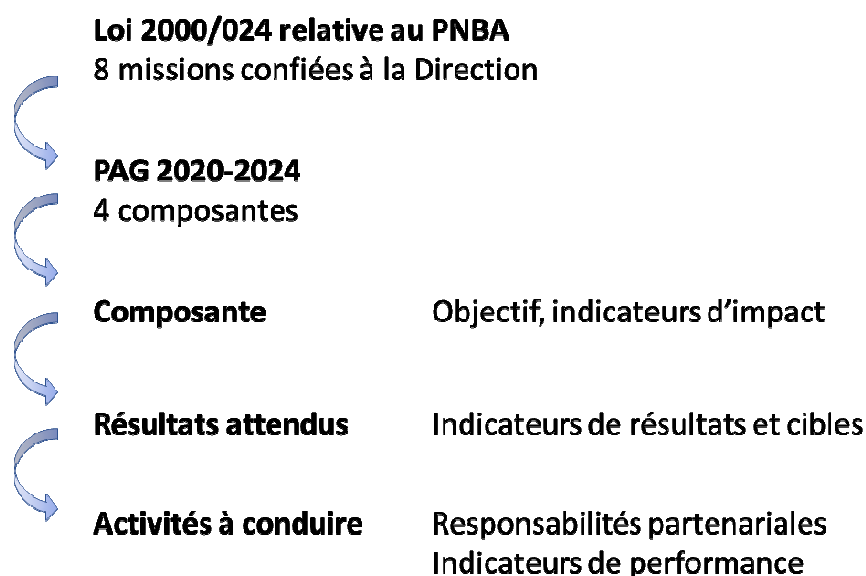 Loi 2000/024 relative au PNBA
8 missions confiées à la Direction
PAG 2020-2024
4 composantes
Composante Objectif, indicateurs d'impact
Résultats attendus Indicateurs de résultats et cibles
Activités à conduire Responsabilités partenariales
Indicateurs de performance